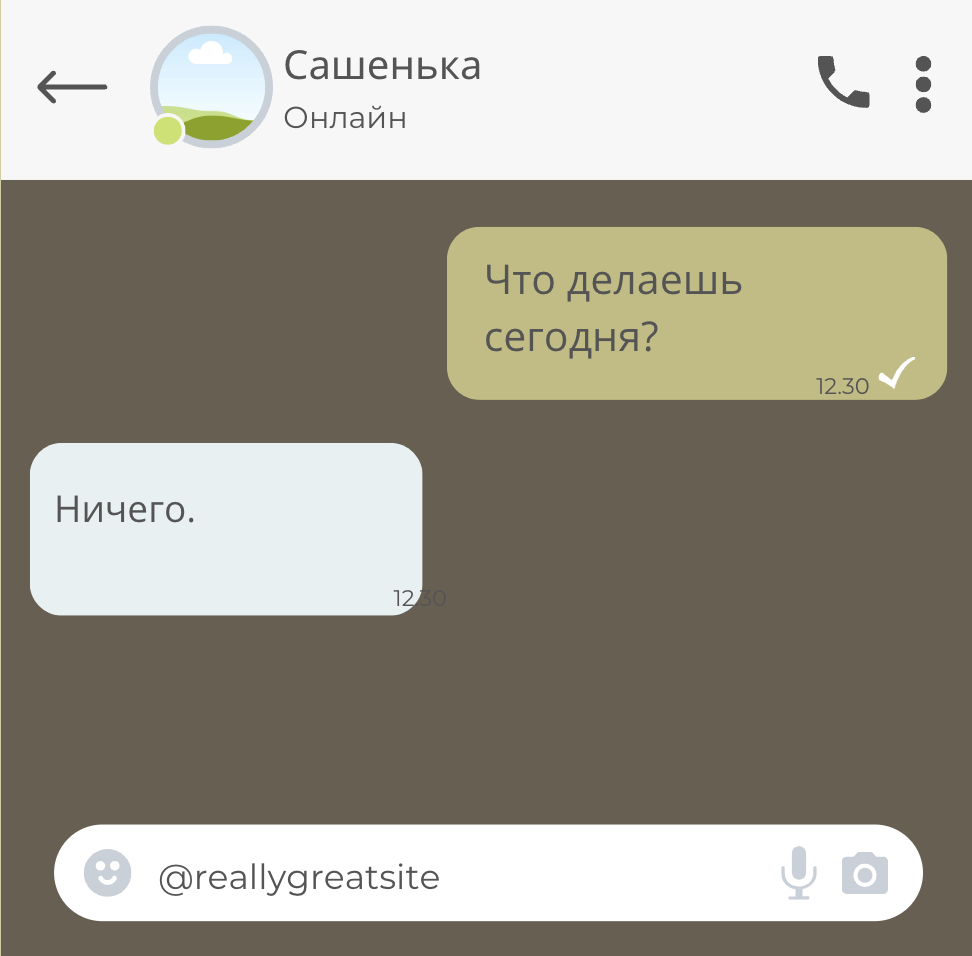 Сашенька
Онлайн
Что делаешь
сегодня?
12.30
Ничего.
12.30
@reallygreatsite